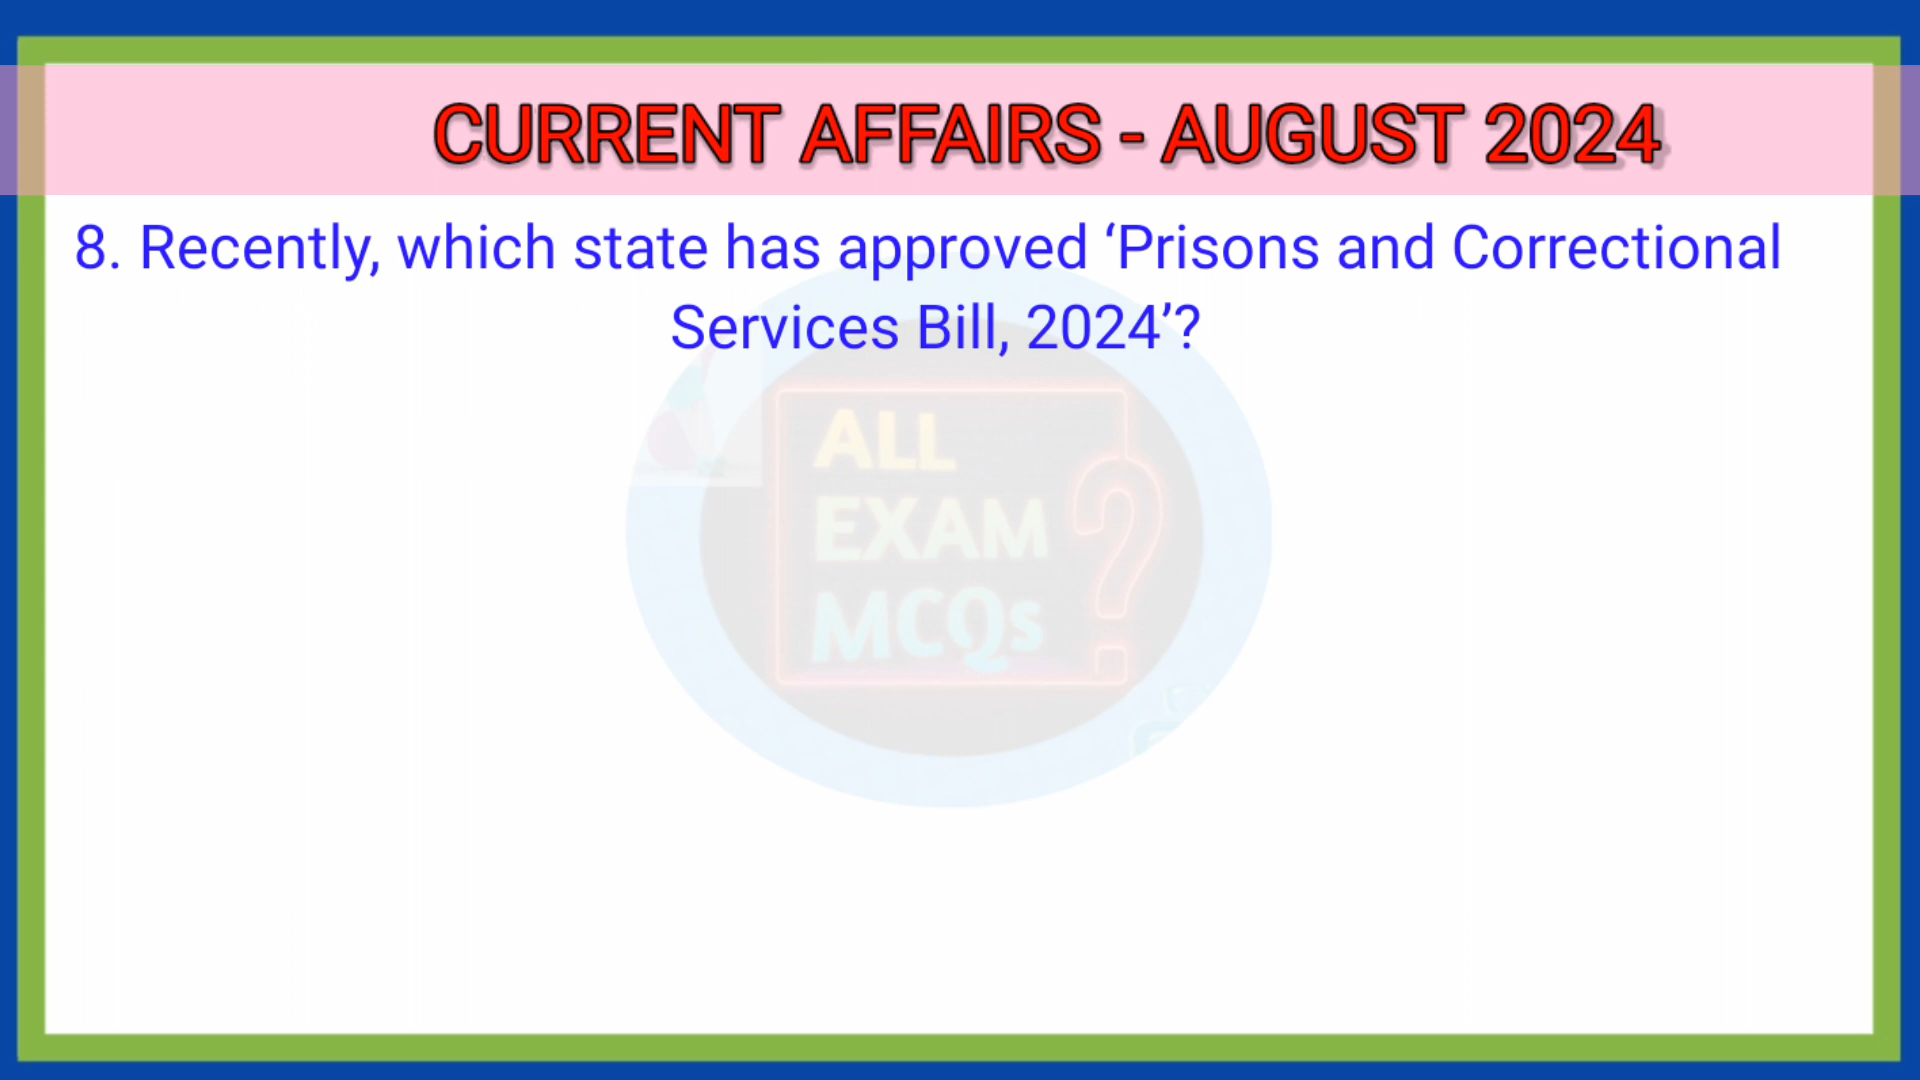 CURRENT AFFAIRS - AUGUST 2024
8. Recently, which state has approved ‘Prisons and Correctional
Services Bill, 2024’?
ALL
EXAM
MCQs
?